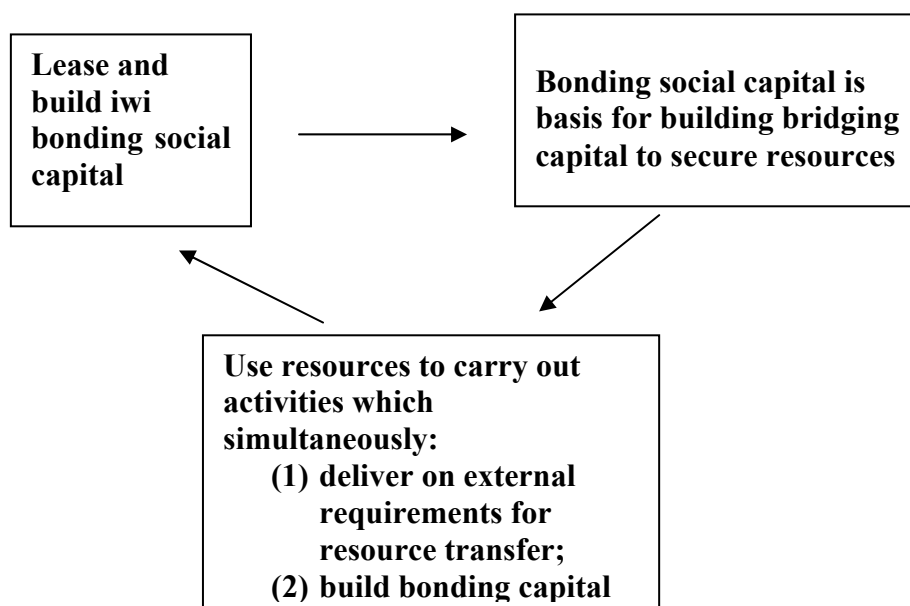 Lease and
build iwi
bonding social
capital
Bonding social capital is
basis for building bridging
capital to secure resources
Use resources to carry out
activities which
simultaneously:
(1) deliver on external
requirements for
resource transfer;
(2) build bonding capital